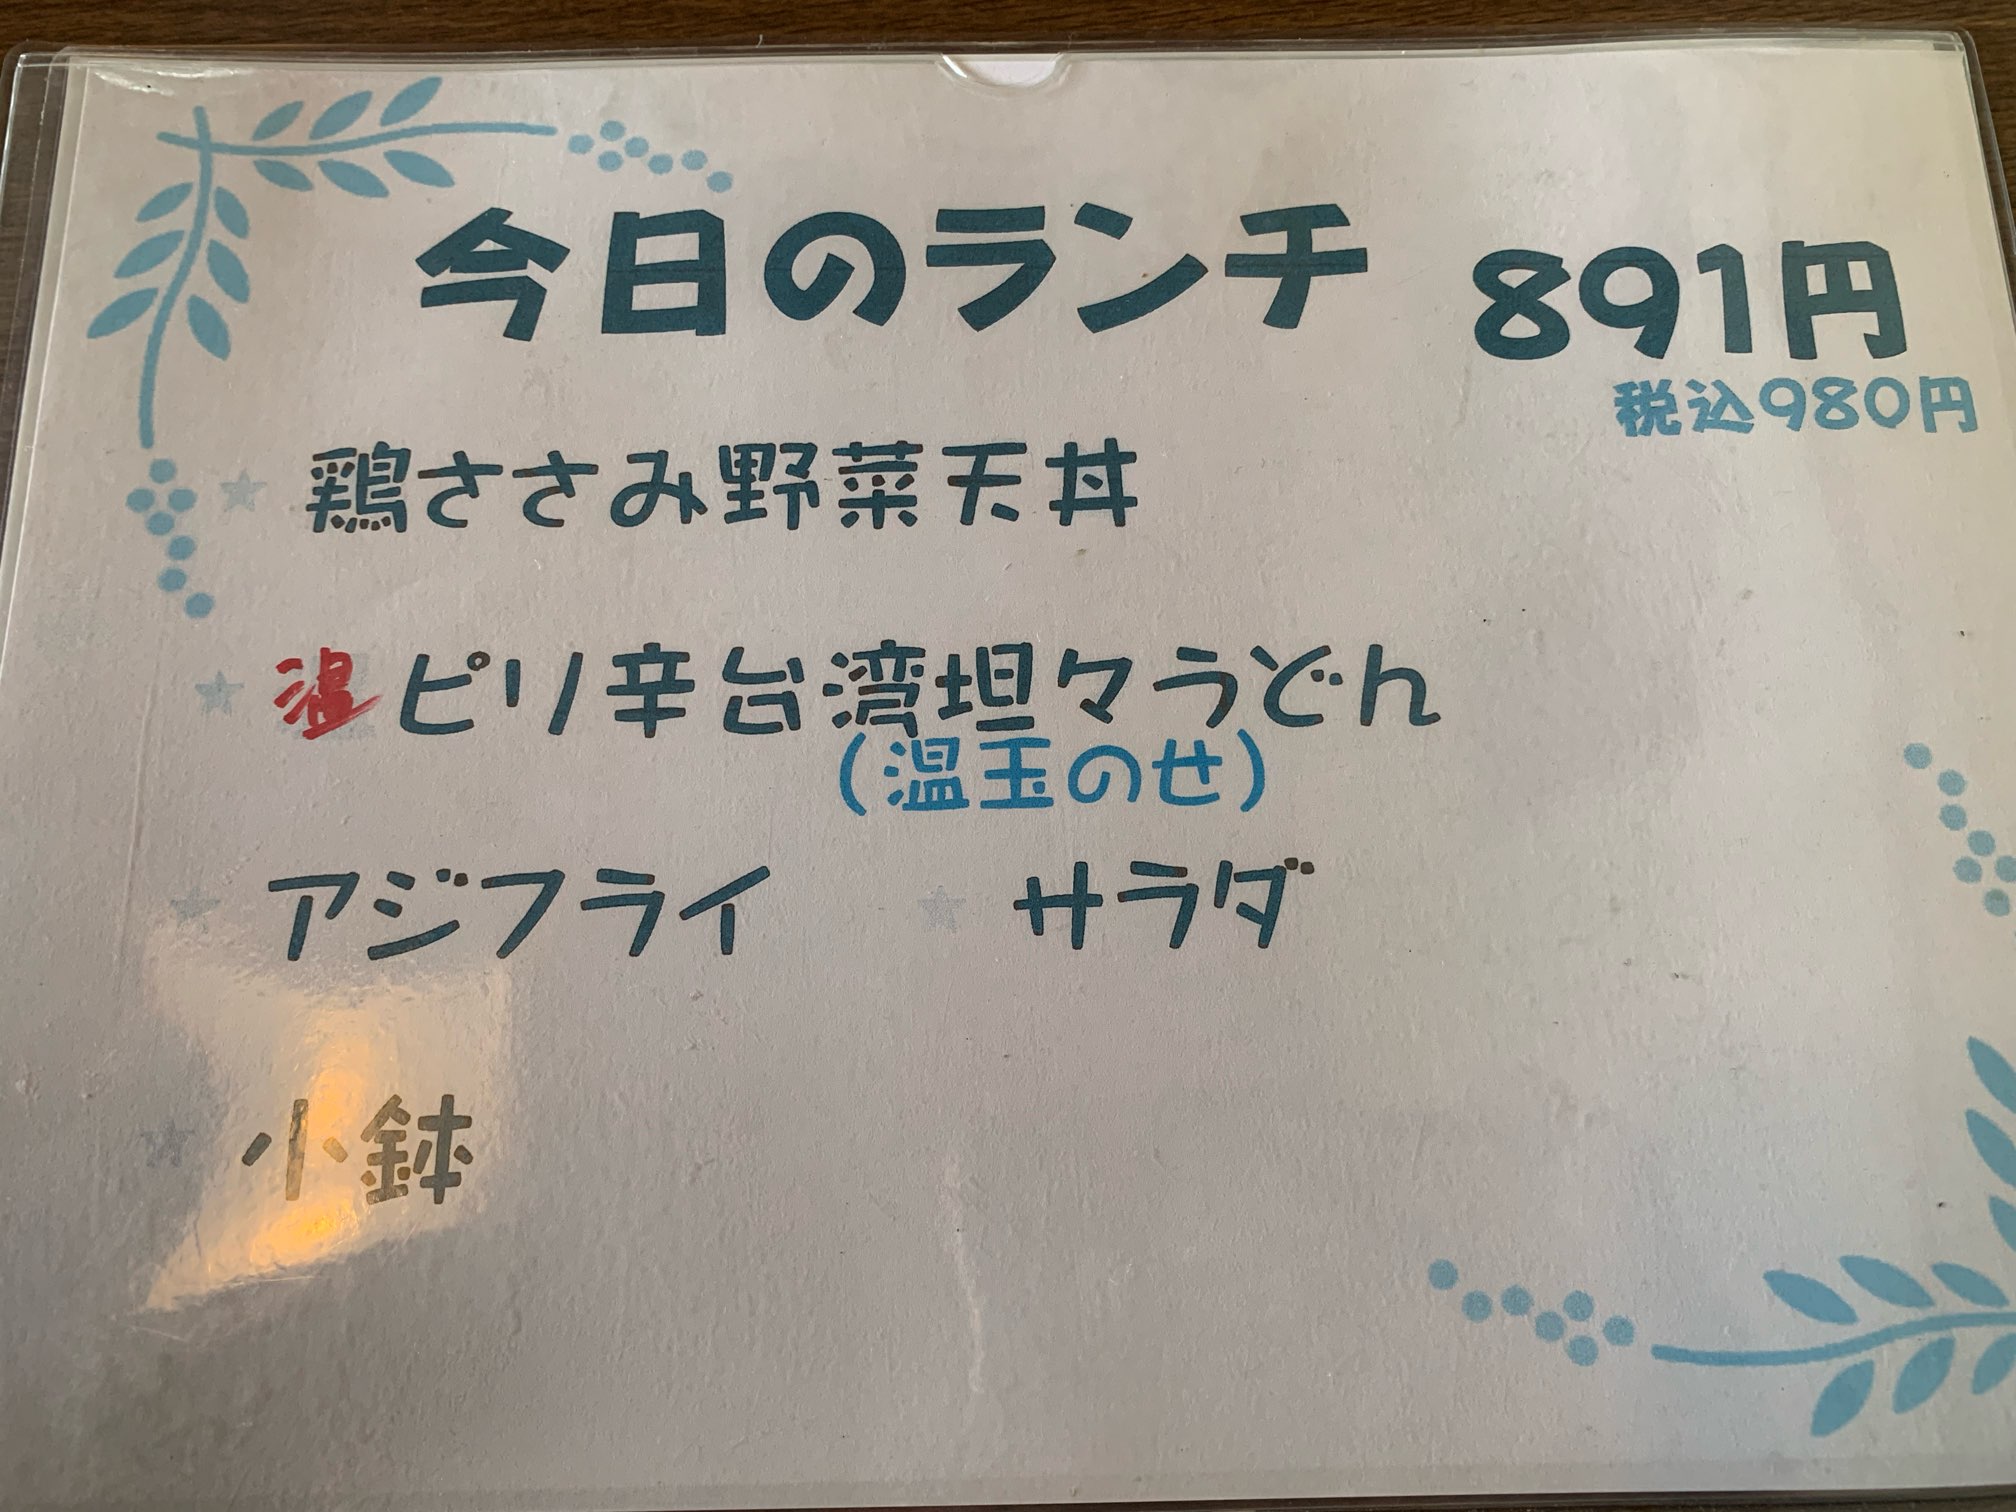 今日のランチ 891円
税込980円
鶏ささみ野菜天丼
温 ピリ辛台湾坦々うどん
(温玉のせ)
アジフライ サラダ
小鉢